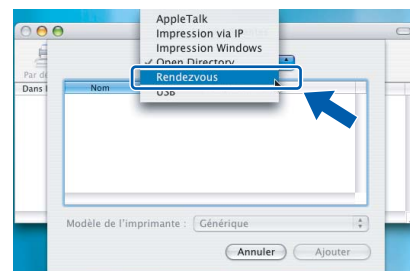 AppleTalk
Impression via IP
Impression Windows
✓ Open Directory
Rendezvous
USB
Par dé
Dans l
Nom
Modèle de l'imprimante : Générique
Annuler Ajouter